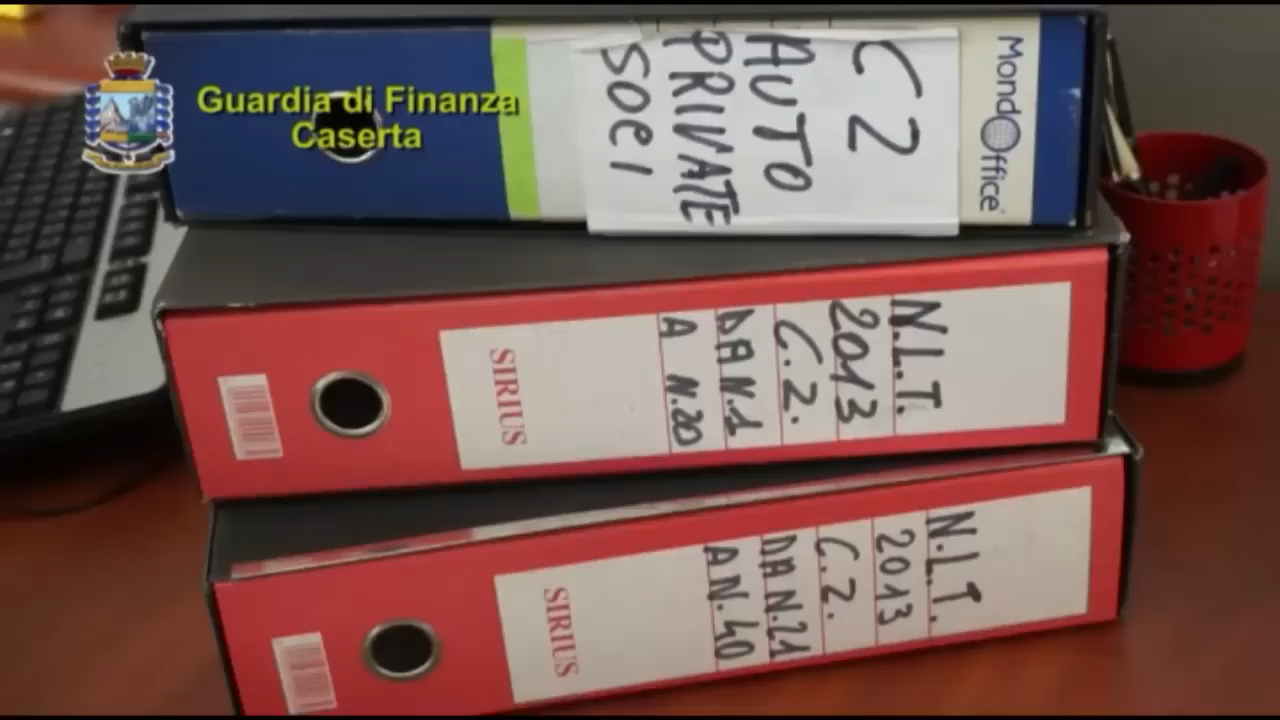 Guardia di Finanza
Caserta
C2
AUTO
PRIVATE
SOCI
MondOffice
N.L.T.
2013
C.2.
DA N.1
A N.20
SIRIUS
N.L.T.
2013
C.2.
DA N.21
A N.40
SIRIUS